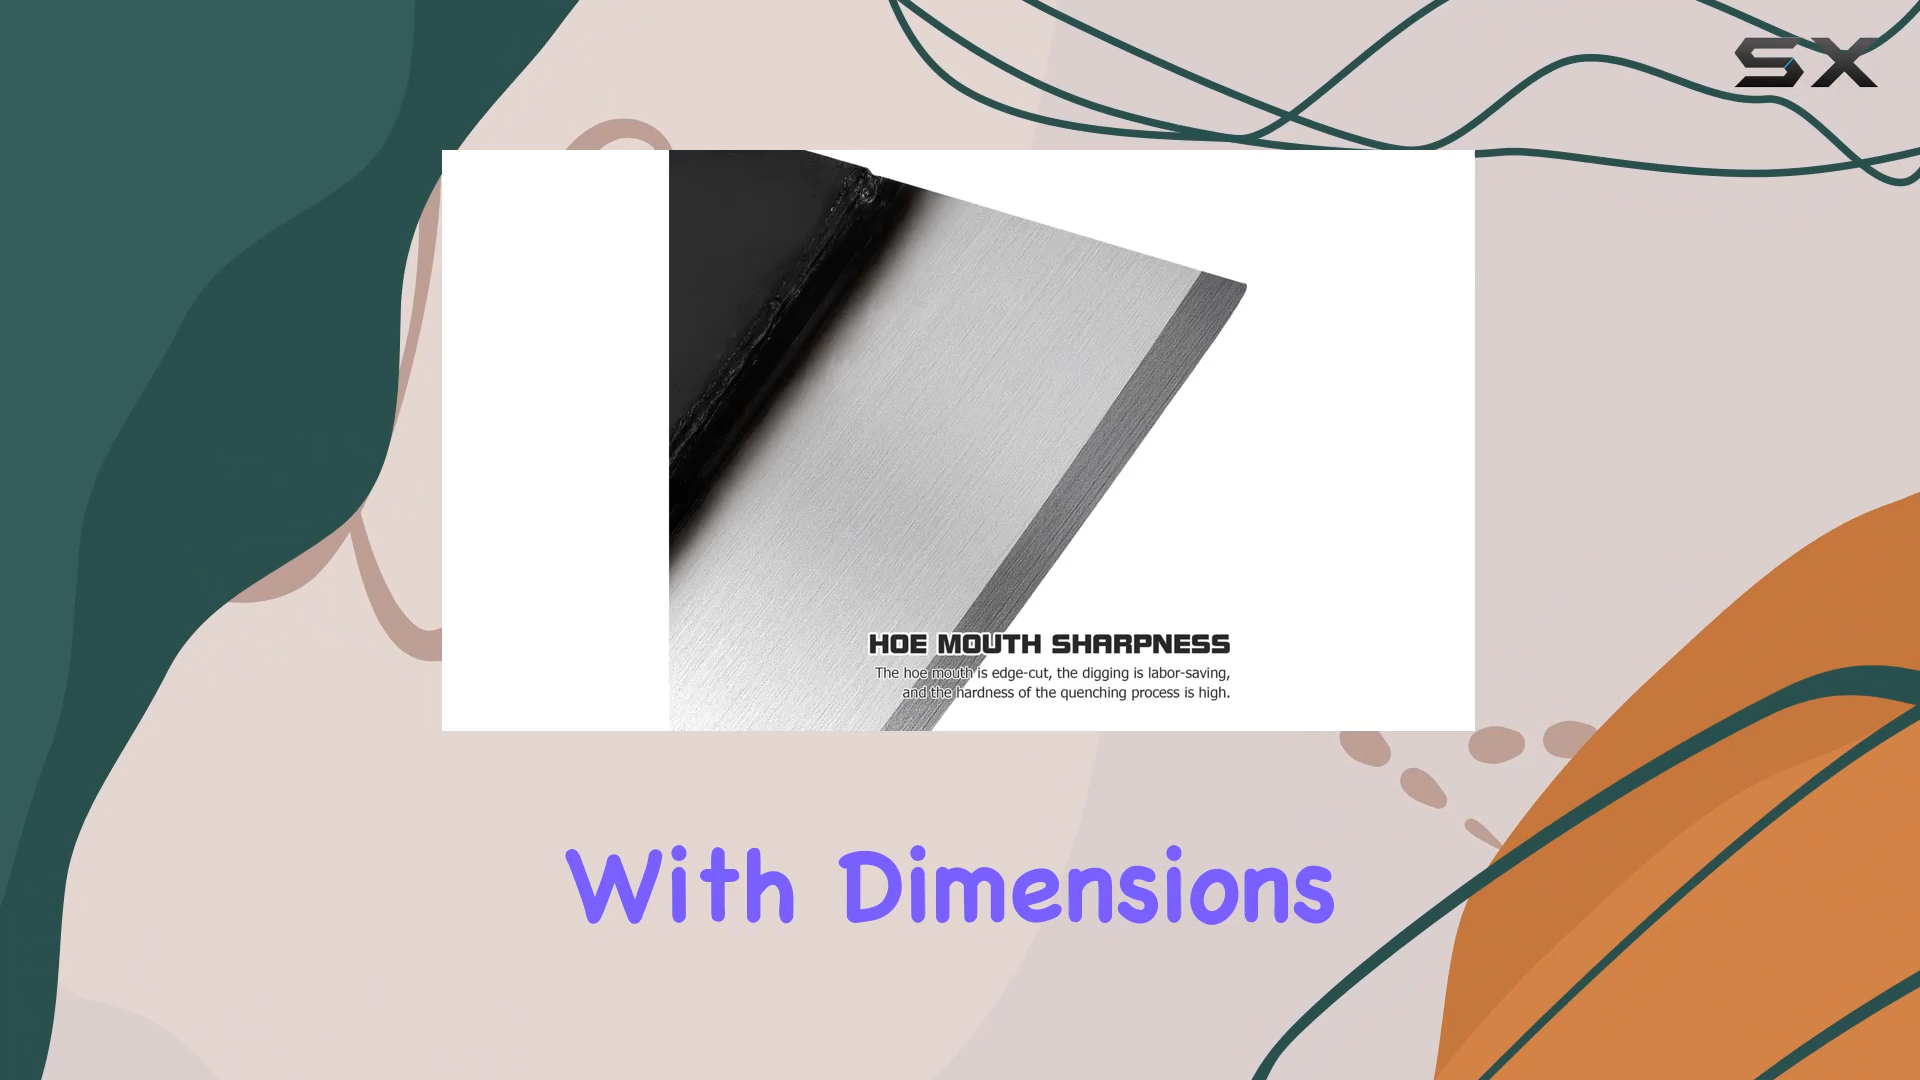 SX
HOE MOUTH SHARPNESS
The hoe mouth is edge-cut, the digging is labor-saving,
and the hardness of the quenching process is high.
With Dimensions